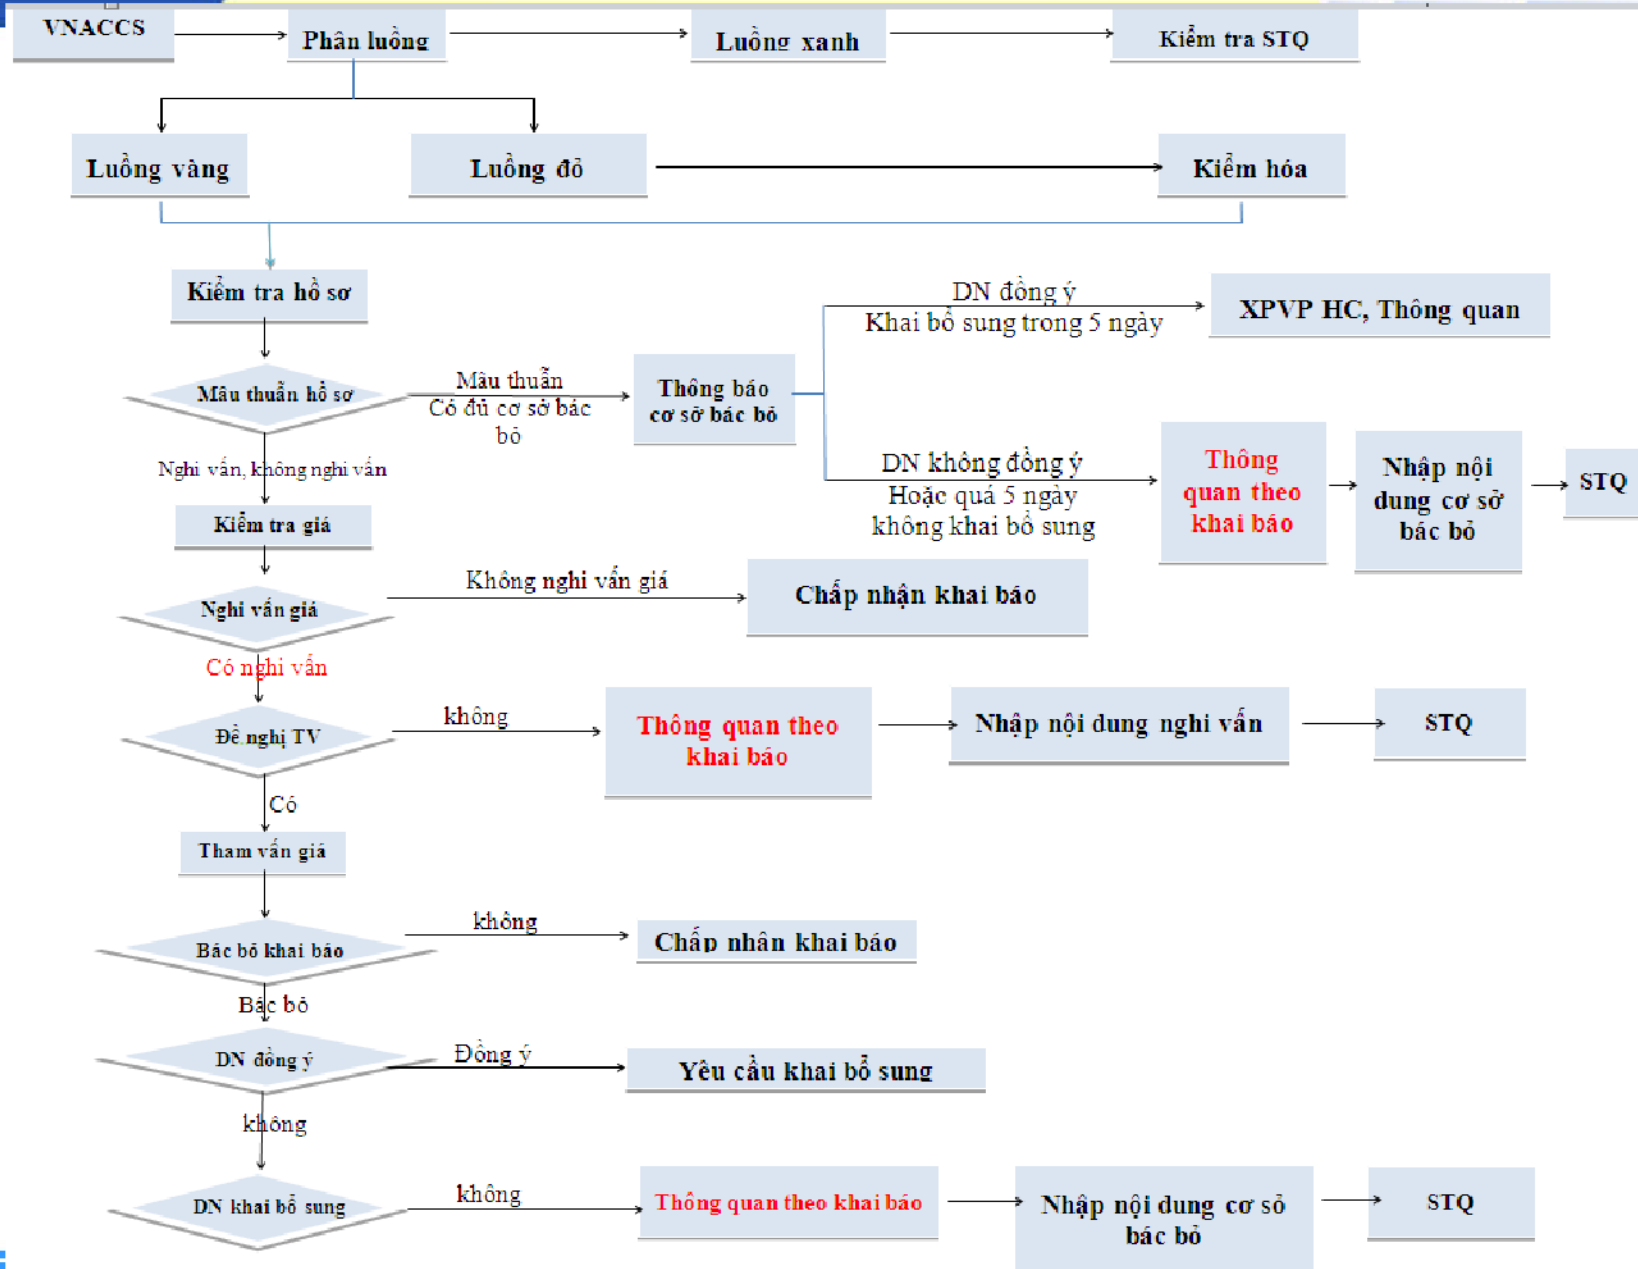 VNACCS
Phân luồng
Luồng xanh
Kiểm tra STQ
Luồng vàng
Luồng đỏ
Kiểm hóa
Kiểm tra hồ sơ
DN đồng ý
Khai bổ sung trong 5 ngày
XPVP HC, Thông quan
Mâu thuẫn hồ sơ
Mâu thuẫn
Có đủ cơ sở bác
bỏ
Thông báo
cơ sở bác bỏ
DN không đồng ý
Hoặc quá 5 ngày
không khai bổ sung
Thông
quan theo
khai báo
Nhập nội
dung cơ sở
bác bỏ
STQ
Nghi vấn, không nghi vấn
Kiểm tra giá
Nghi vấn giá
Không nghi vấn giá
Chấp nhận khai báo
Có nghi vấn
Đề nghị TV
không
Thông quan theo
khai báo
Nhập nội dung nghi vấn
STQ
Có
Tham vấn giá
Bác bỏ khai báo
không
Chấp nhân khai báo
Bác bỏ
DN đồng ý
Đồng ý
Yêu cầu khai bổ sung
không
DN khai bổ sung
không
Thông quan theo khai báo
Nhập nội dung cơ sỏ
bác bỏ
STQ